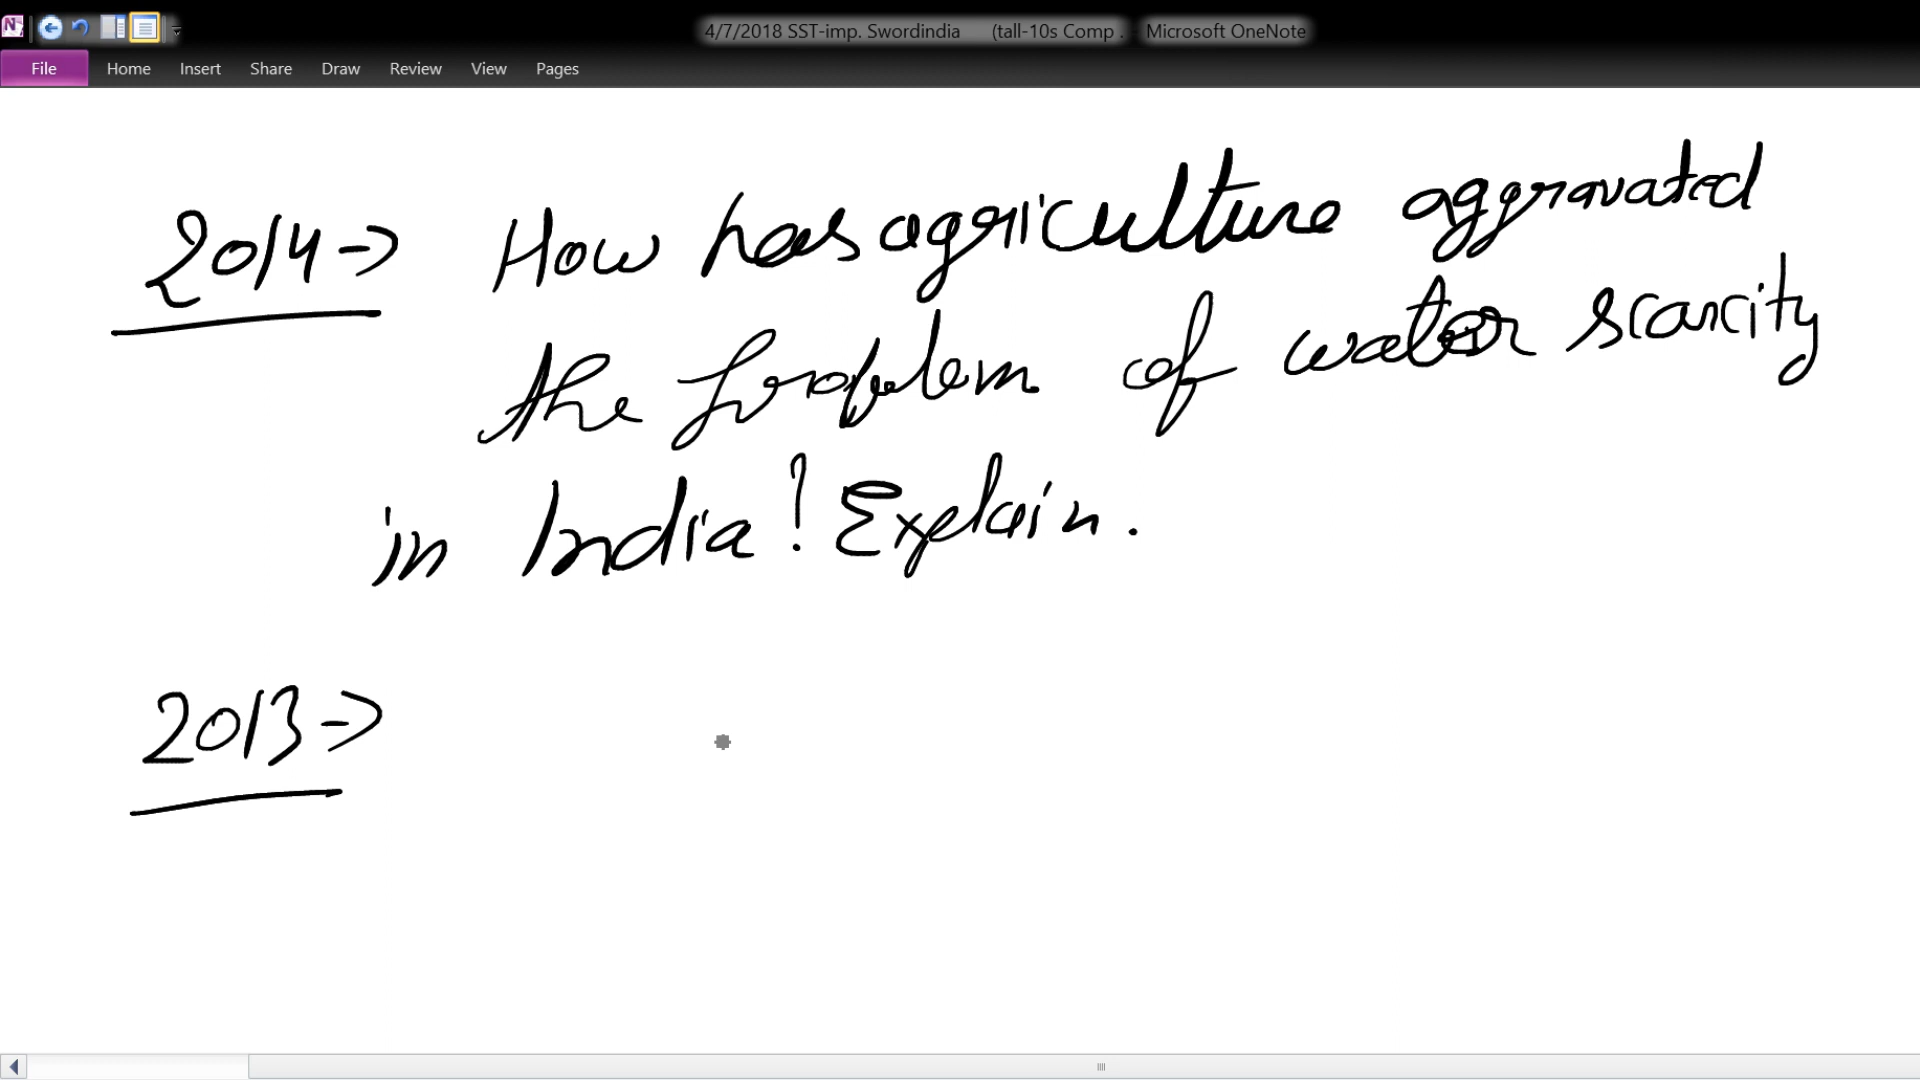 4/7/2018 SST-imp. Swordindia (tall-10s Comp . - Microsoft OneNote
File Home Insert Share Draw Review View Pages
2014 -> How has agriculture aggravated
the problem of water scarcity
in India? Explain.
2013 ->